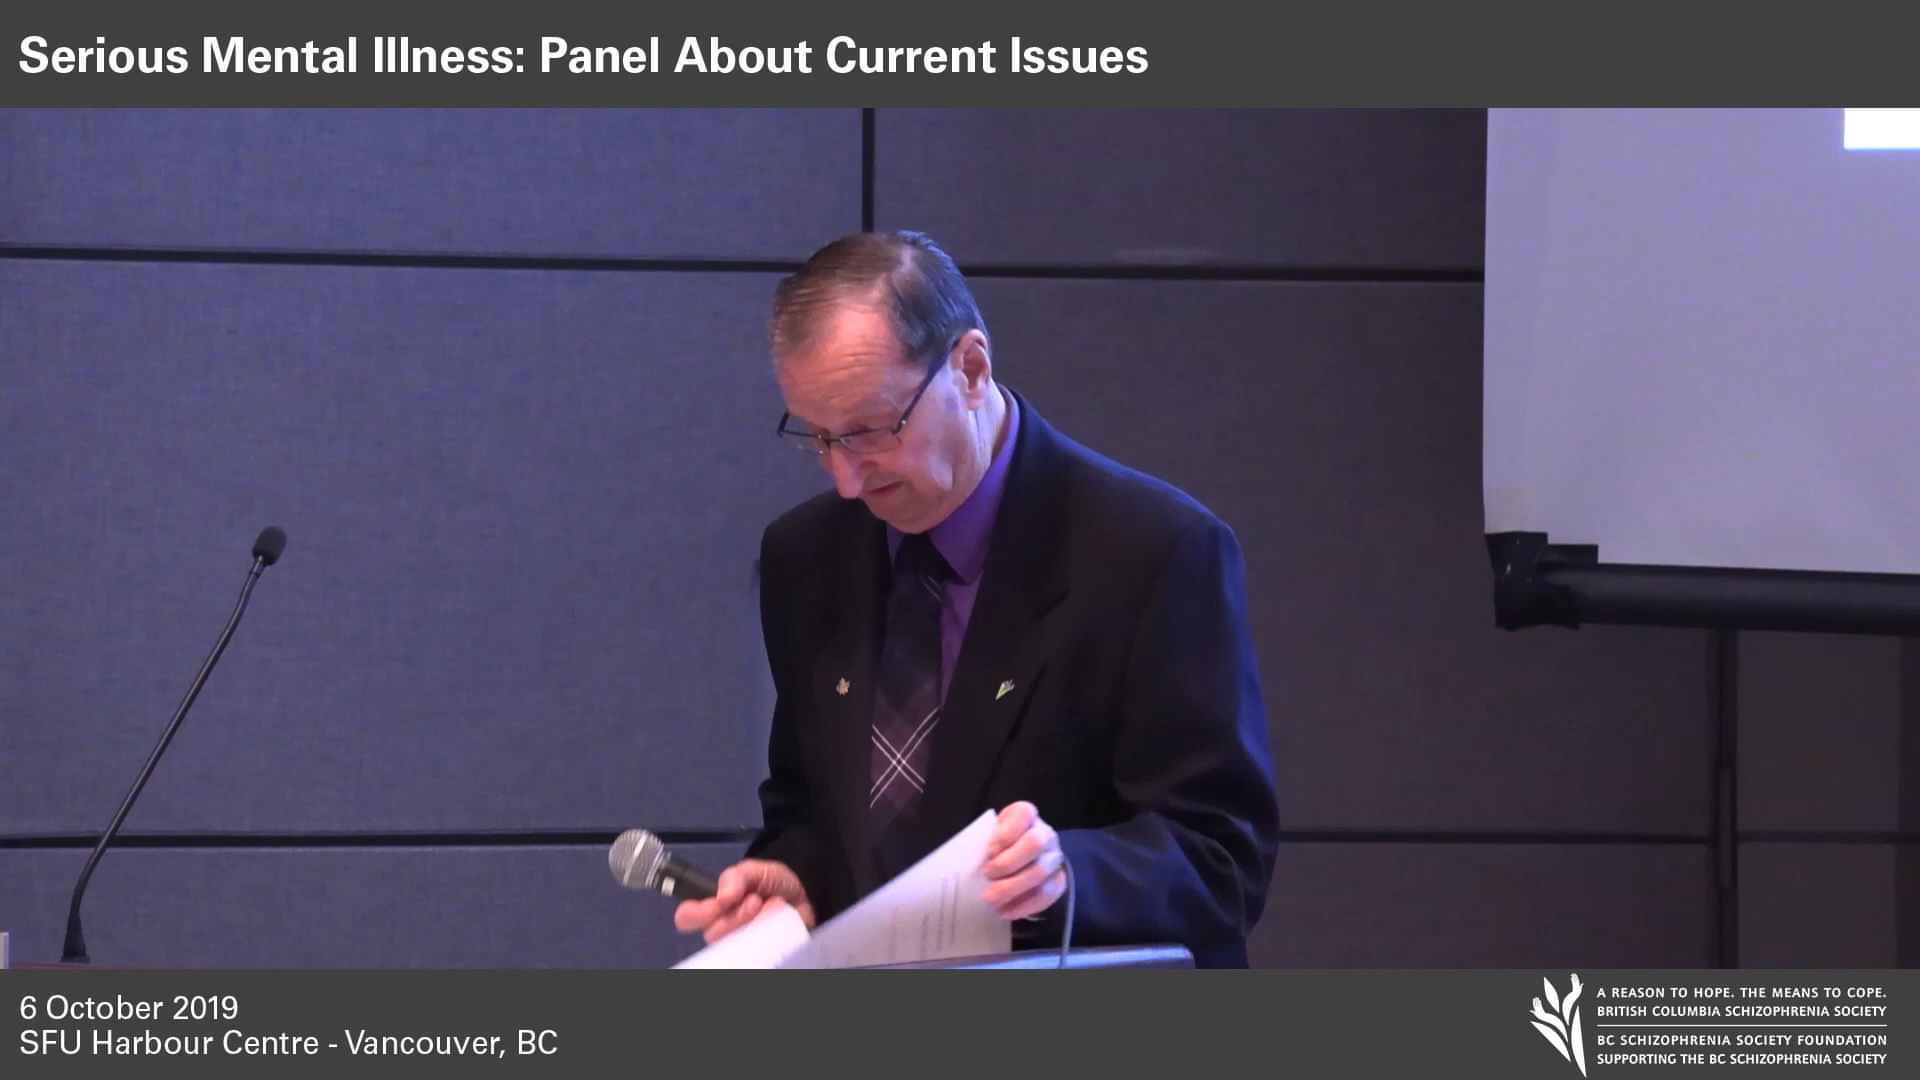 Serious Mental Illness: Panel About Current Issues
6 October 2019
SFU Harbour Centre - Vancouver, BC
A REASON TO HOPE. THE MEANS TO COPE.
BRITISH COLUMBIA SCHIZOPHRENIA SOCIETY
BC SCHIZOPHRENIA SOCIETY FOUNDATION
SUPPORTING THE BC SCHIZOPHRENIA SOCIETY